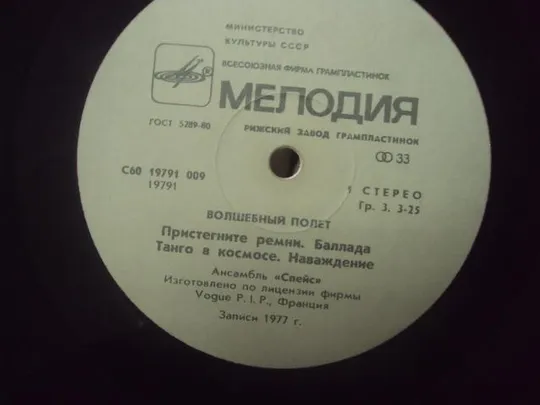 МИНИСТЕРСТВО
КУЛЬТУРЫ СССР
ВСЕСОЮЗНАЯ ФИРМА ГРАМПЛАСТИНОК
МЕЛОДИЯ
ГОСТ 5289-80
РИЖСКИЙ ЗАВОД ГРАМПЛАСТИНОК
33
С60 19791 009
19791
1 СТЕРЕО
Гр. 3. 3-25
ВОЛШЕБНЫЙ ПОЛЕТ
Пристегните ремни. Баллада
Танго в космосе. Наваждение
Ансамбль «Спейс»
Изготовлено по лицензии фирмы
Vogue P. I. P., Франция
Записи 1977 г.